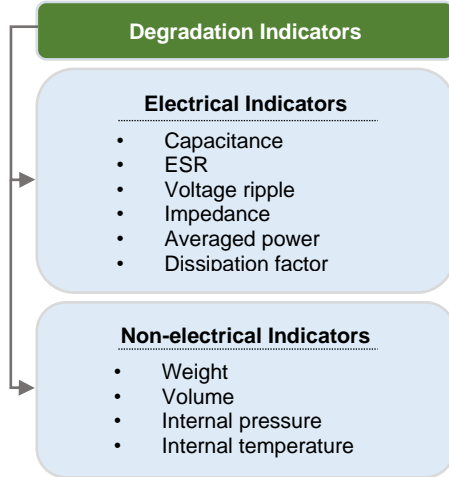 Degradation Indicators
Electrical Indicators
• Capacitance
• ESR
• Voltage ripple
• Impedance
• Averaged power
• Dissipation factor
Non-electrical Indicators
• Weight
• Volume
• Internal pressure
• Internal temperature